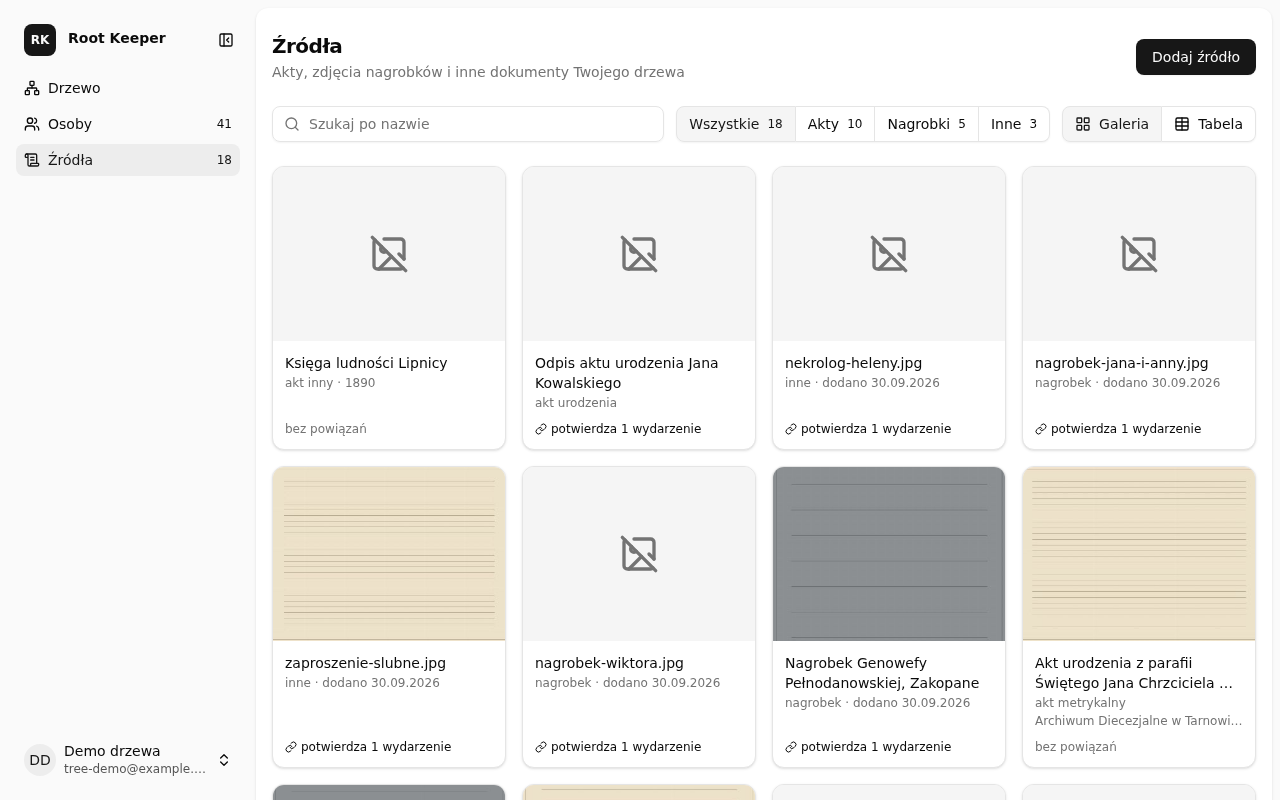 RK
Root Keeper
Drzewo
Osoby 41
Źródła 18
Demo drzewa
DD
tree-demo@example....
Źródła
Akty, zdjęcia nagrobków i inne dokumenty Twojego drzewa
Dodaj źródło
Szukaj po nazwie
Wszystkie 18
Akty 10
Nagrobki 5
Inne 3
Galeria
Tabela
Księga ludności Lipnicy
akt inny · 1890
bez powiązań
Odpis aktu urodzenia Jana
Kowalskiego
akt urodzenia
potwierdza 1 wydarzenie
nekrolog-heleny.jpg
inne · dodano 30.09.2026
potwierdza 1 wydarzenie
nagrobek-jana-i-anny.jpg
nagrobek · dodano 30.09.2026
potwierdza 1 wydarzenie
zaproszenie-slubne.jpg
inne · dodano 30.09.2026
potwierdza 1 wydarzenie
nagrobek-wiktora.jpg
nagrobek · dodano 30.09.2026
potwierdza 1 wydarzenie
Nagrobek Genowefy
Pełnodanowskiej, Zakopane
nagrobek · dodano 30.09.2026
potwierdza 1 wydarzenie
Akt urodzenia z parafii
Świętego Jana Chrzciciela ...
akt metrykalny
Archiwum Diecezjalne w Tarnowi...
bez powiązań